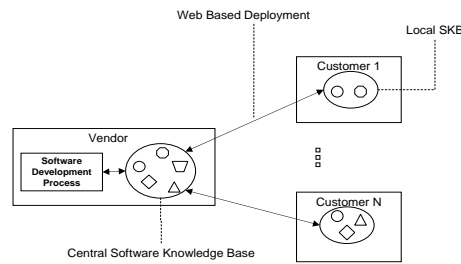 Web Based Deployment
Local SKB
Customer 1
Vendor
Software
Development
Process
Customer N
Central Software Knowledge Base